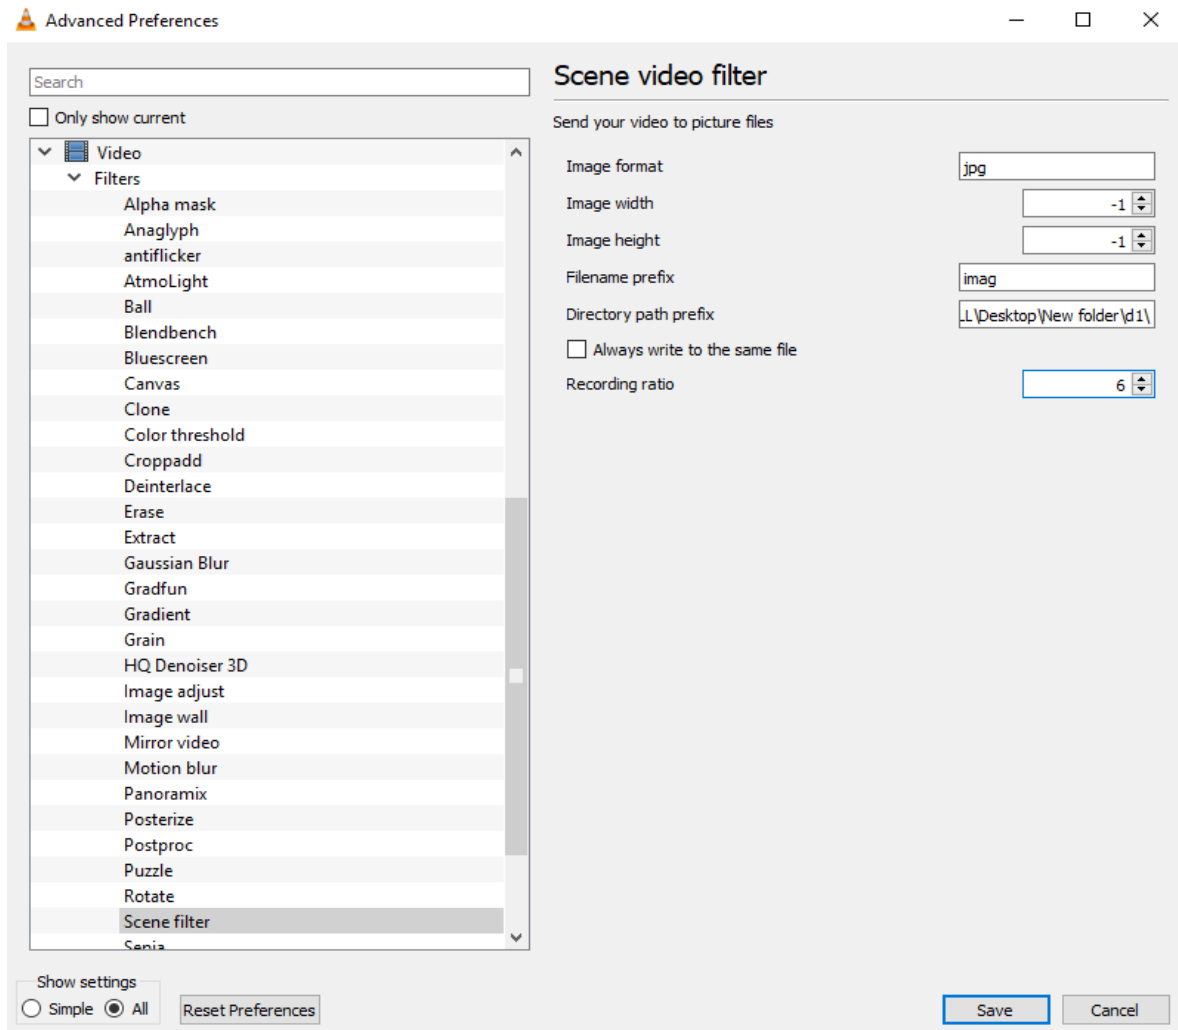 Advanced Preferences
Search
Only show current
Video
Filters
Alpha mask
Anaglyph
antiflicker
AtmoLight
Ball
Blendbench
Bluescreen
Canvas
Clone
Color threshold
Croppadd
Deinterlace
Erase
Extract
Gaussian Blur
Gradfun
Gradient
Grain
HQ Denoiser 3D
Image adjust
Image wall
Mirror video
Motion blur
Panoramix
Posterize
Postproc
Puzzle
Rotate
Scene filter
Sepia
Scene video filter
Send your video to picture files
Image format jpg
Image width -1
Image height -1
Filename prefix imag
Directory path prefix .L\Desktop\New folder\d1\
Always write to the same file
Recording ratio 6
Show settings
Simple All
Reset Preferences
Save Cancel